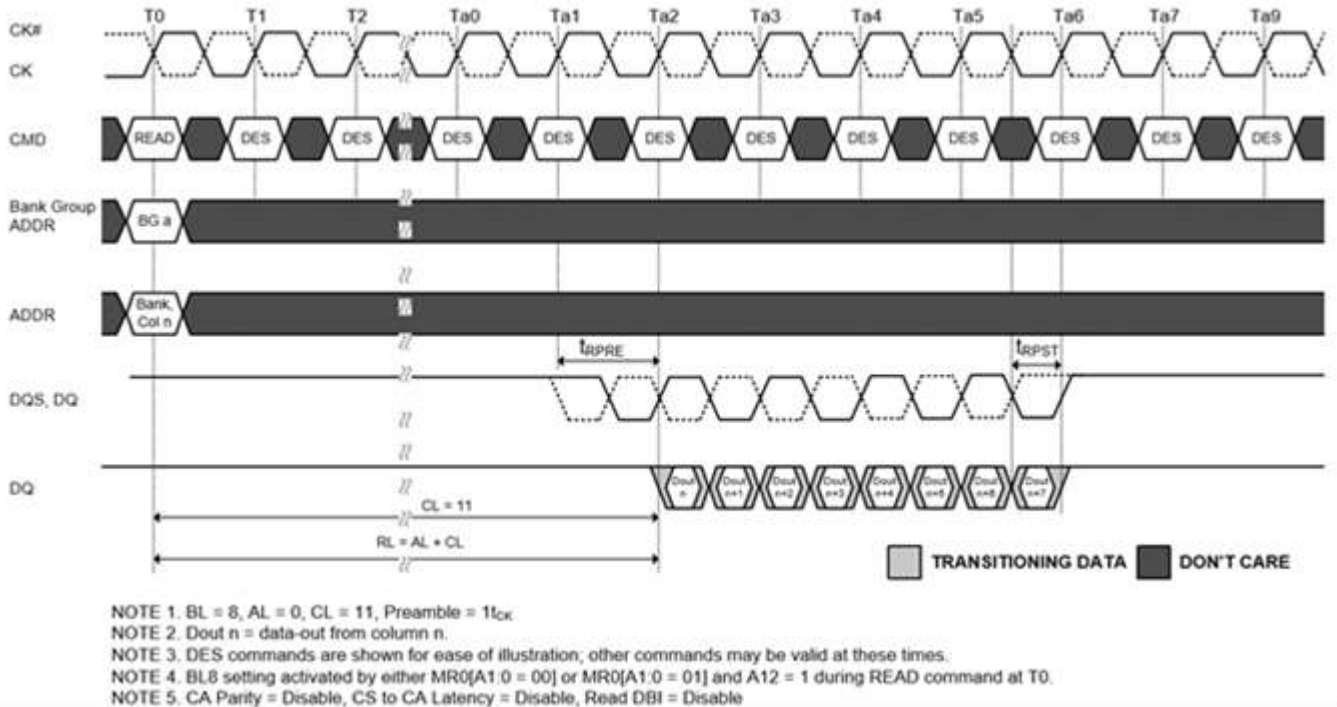 T0 T1 T2 Ta0 Ta1 Ta2 Ta3 Ta4 Ta5 Ta6 Ta7 Ta9
CK#
CK
CMD READ DES DES DES DES DES DES DES DES DES DES DES
Bank Group
ADDR
BG a
ADDR
Bank,
Col n
tRPRE
tRPST
DQS, DQ
DQ
Dout n
Dout n+1
Dout n+2
Dout n+3
Dout n+4
Dout n+5
Dout n+6
Dout n+7
CL = 11
RL = AL + CL
TRANSITIONING DATA
DON'T CARE
NOTE 1. BL = 8, AL = 0, CL = 11, Preamble = 1tCK
NOTE 2. Dout n = data-out from column n.
NOTE 3. DES commands are shown for ease of illustration; other commands may be valid at these times.
NOTE 4. BL8 setting activated by either MR0[A1:0 = 00] or MR0[A1:0 = 01] and A12 = 1 during READ command at T0.
NOTE 5. CA Parity = Disable, CS to CA Latency = Disable, Read DBI = Disable